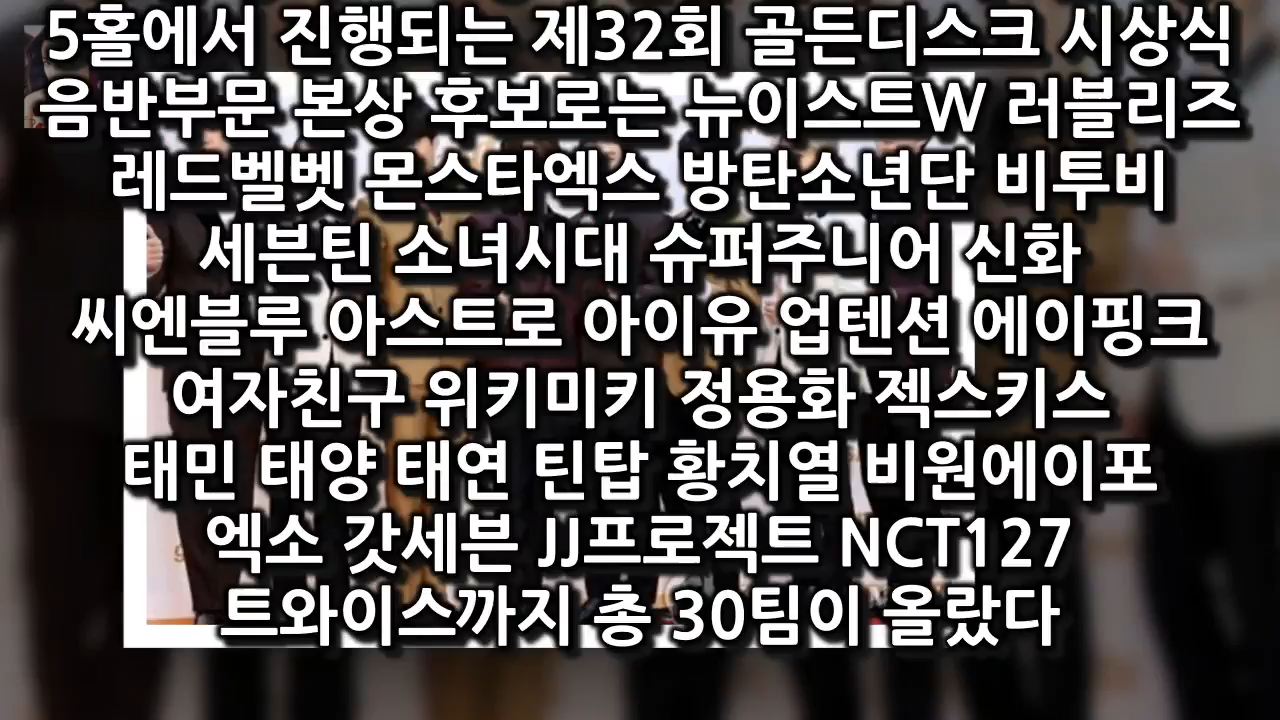 5홀에서 진행되는 제32회 골든디스크 시상식
음반부문 본상 후보로는 뉴이스트W 러블리즈
레드벨벳 몬스타엑스 방탄소년단 비투비
세븐틴 소녀시대 슈퍼주니어 신화
씨엔블루 아스트로 아이유 업텐션 에이핑크
여자친구 위키미키 정용화 젝스키스
태민 태양 태연 틴탑 황치열 비원에이포
엑소 갓세븐 JJ프로젝트 NCT127
트와이스까지 총 30팀이 올랐다